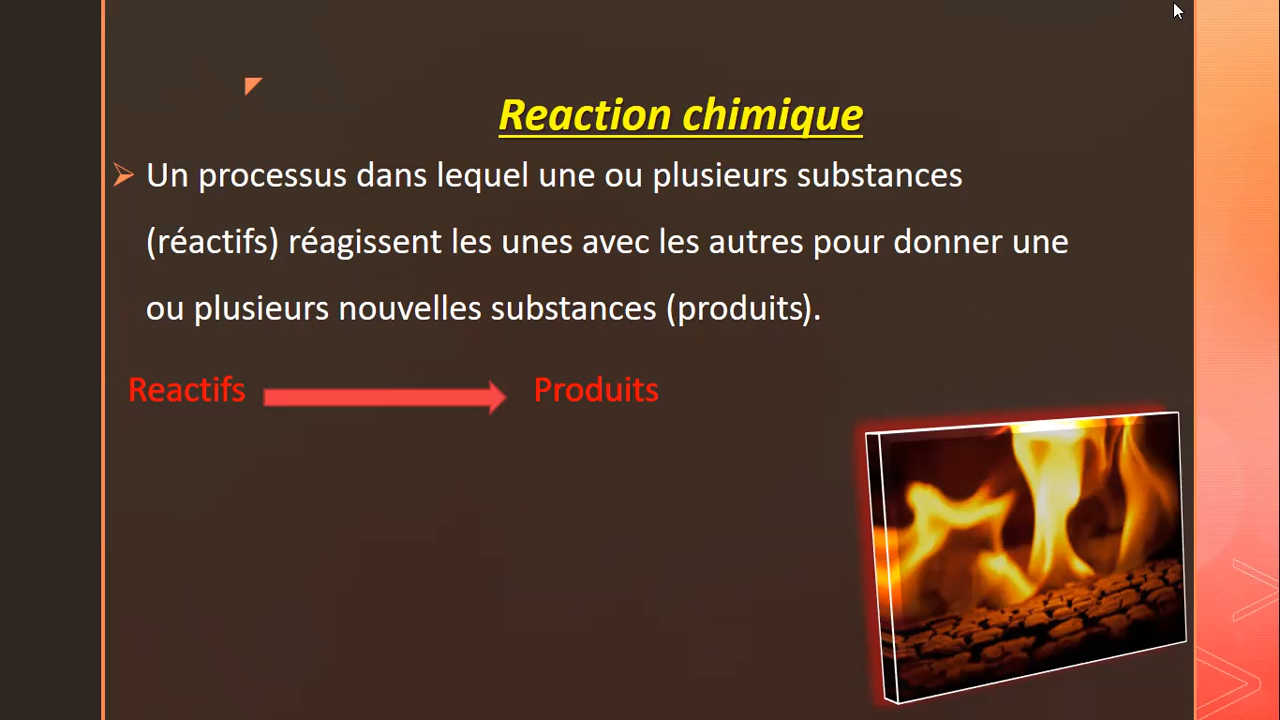 Reaction chimique
Un processus dans lequel une ou plusieurs substances
(réactifs) réagissent les unes avec les autres pour donner une
ou plusieurs nouvelles substances (produits).
Reactifs Produits